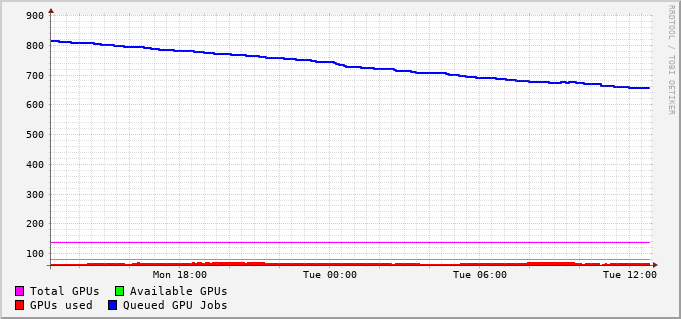 900
800
700
600
500
400
300
200
100
Mon 18:00 Tue 00:00 Tue 06:00 Tue 12:00
Total GPUs Available GPUs
GPUs used Queued GPU Jobs
RRDTOOL / TOBI OETIKER